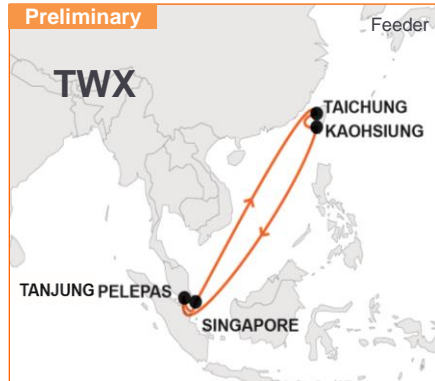 Preliminary
Feeder
TWX
TAICHUNG
KAOHSIUNG
TANJUNG PELEPAS
SINGAPORE